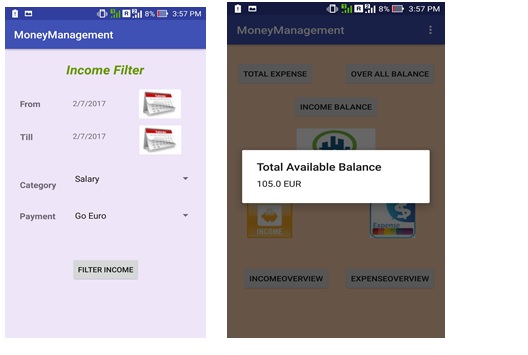 8% 3:57 PM
MoneyManagement
Income Filter
From 2/7/2017
Till 2/7/2017
Category Salary
Payment Go Euro
FILTER INCOME
R 8% 3:57 PM
MoneyManagement
TOTAL EXPENSE OVER ALL BALANCE
INCOME BALANCE
Total Available Balance
105.0 EUR
INCOME Expense
INCOMEOVERVIEW EXPENSEOVERVIEW